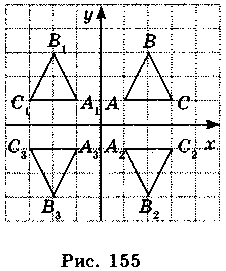 y
B₁ B
C₁ A₁ A C
C₃ A₃ A₂ C₂ x
B₃ B₂
Рис. 155